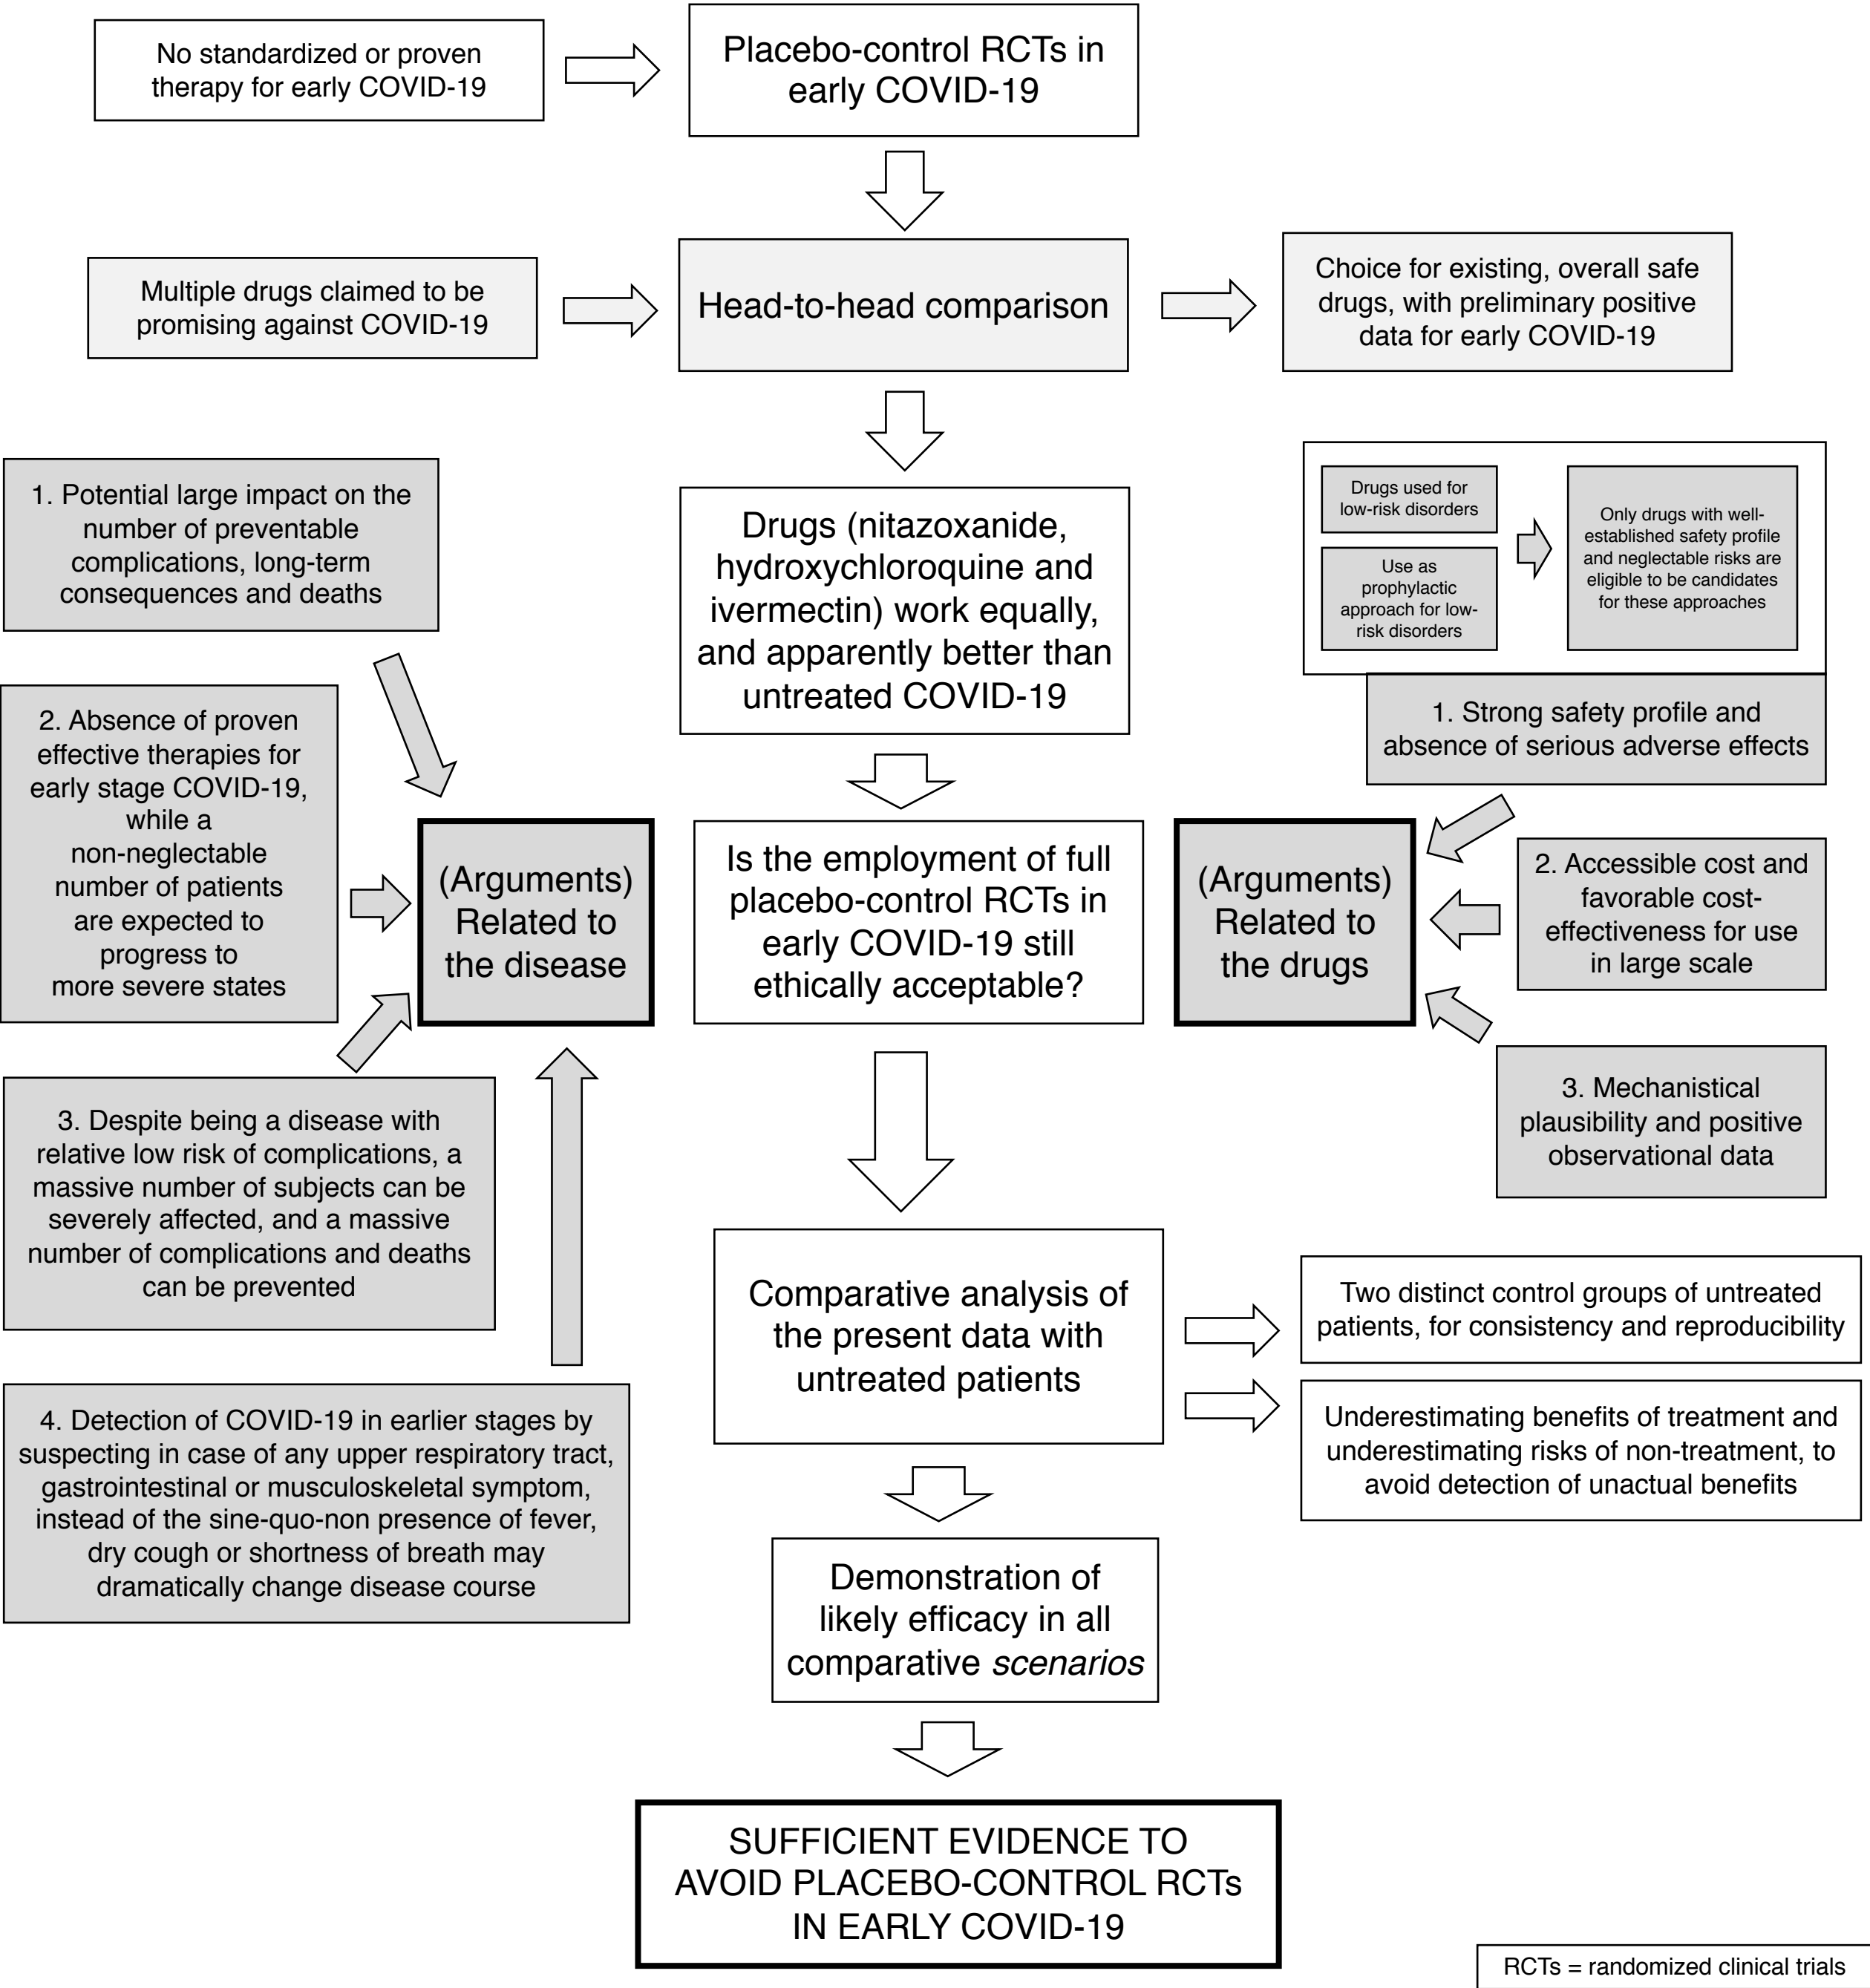 No standardized or proven
therapy for early COVID-19
Placebo-control RCTs in
early COVID-19
Multiple drugs claimed to be
promising against COVID-19
Head-to-head comparison
Choice for existing, overall safe
drugs, with preliminary positive
data for early COVID-19
1. Potential large impact on the
number of preventable
complications, long-term
consequences and deaths
Drugs (nitazoxanide,
hydroxychloroquine and
ivermectin) work equally,
and apparently better than
untreated COVID-19
Drugs used for
low-risk disorders
Use as
prophylactic
approach for low-
risk disorders
Only drugs with well-
established safety profile
and neglectable risks are
eligible to be candidates
for these approaches
1. Strong safety profile and
absence of serious adverse effects
2. Absence of proven
effective therapies for
early stage COVID-19,
while a
non-neglectable
number of patients
are expected to
progress to
more severe states
(Arguments)
Related to
the disease
Is the employment of full
placebo-control RCTs in
early COVID-19 still
ethically acceptable?
(Arguments)
Related to
the drugs
2. Accessible cost and
favorable cost-
effectiveness for use
in large scale
3. Mechanistical
plausibility and positive
observational data
3. Despite being a disease with
relative low risk of complications, a
massive number of subjects can be
severely affected, and a massive
number of complications and deaths
can be prevented
Comparative analysis of
the present data with
untreated patients
Two distinct control groups of untreated
patients, for consistency and reproducibility
Underestimating benefits of treatment and
underestimating risks of non-treatment, to
avoid detection of unactual benefits
4. Detection of COVID-19 in earlier stages by
suspecting in case of any upper respiratory tract,
gastrointestinal or musculoskeletal symptom,
instead of the sine-quo-non presence of fever,
dry cough or shortness of breath may
dramatically change disease course
Demonstration of
likely efficacy in all
comparative scenarios
SUFFICIENT EVIDENCE TO
AVOID PLACEBO-CONTROL RCTs
IN EARLY COVID-19
RCTs = randomized clinical trials